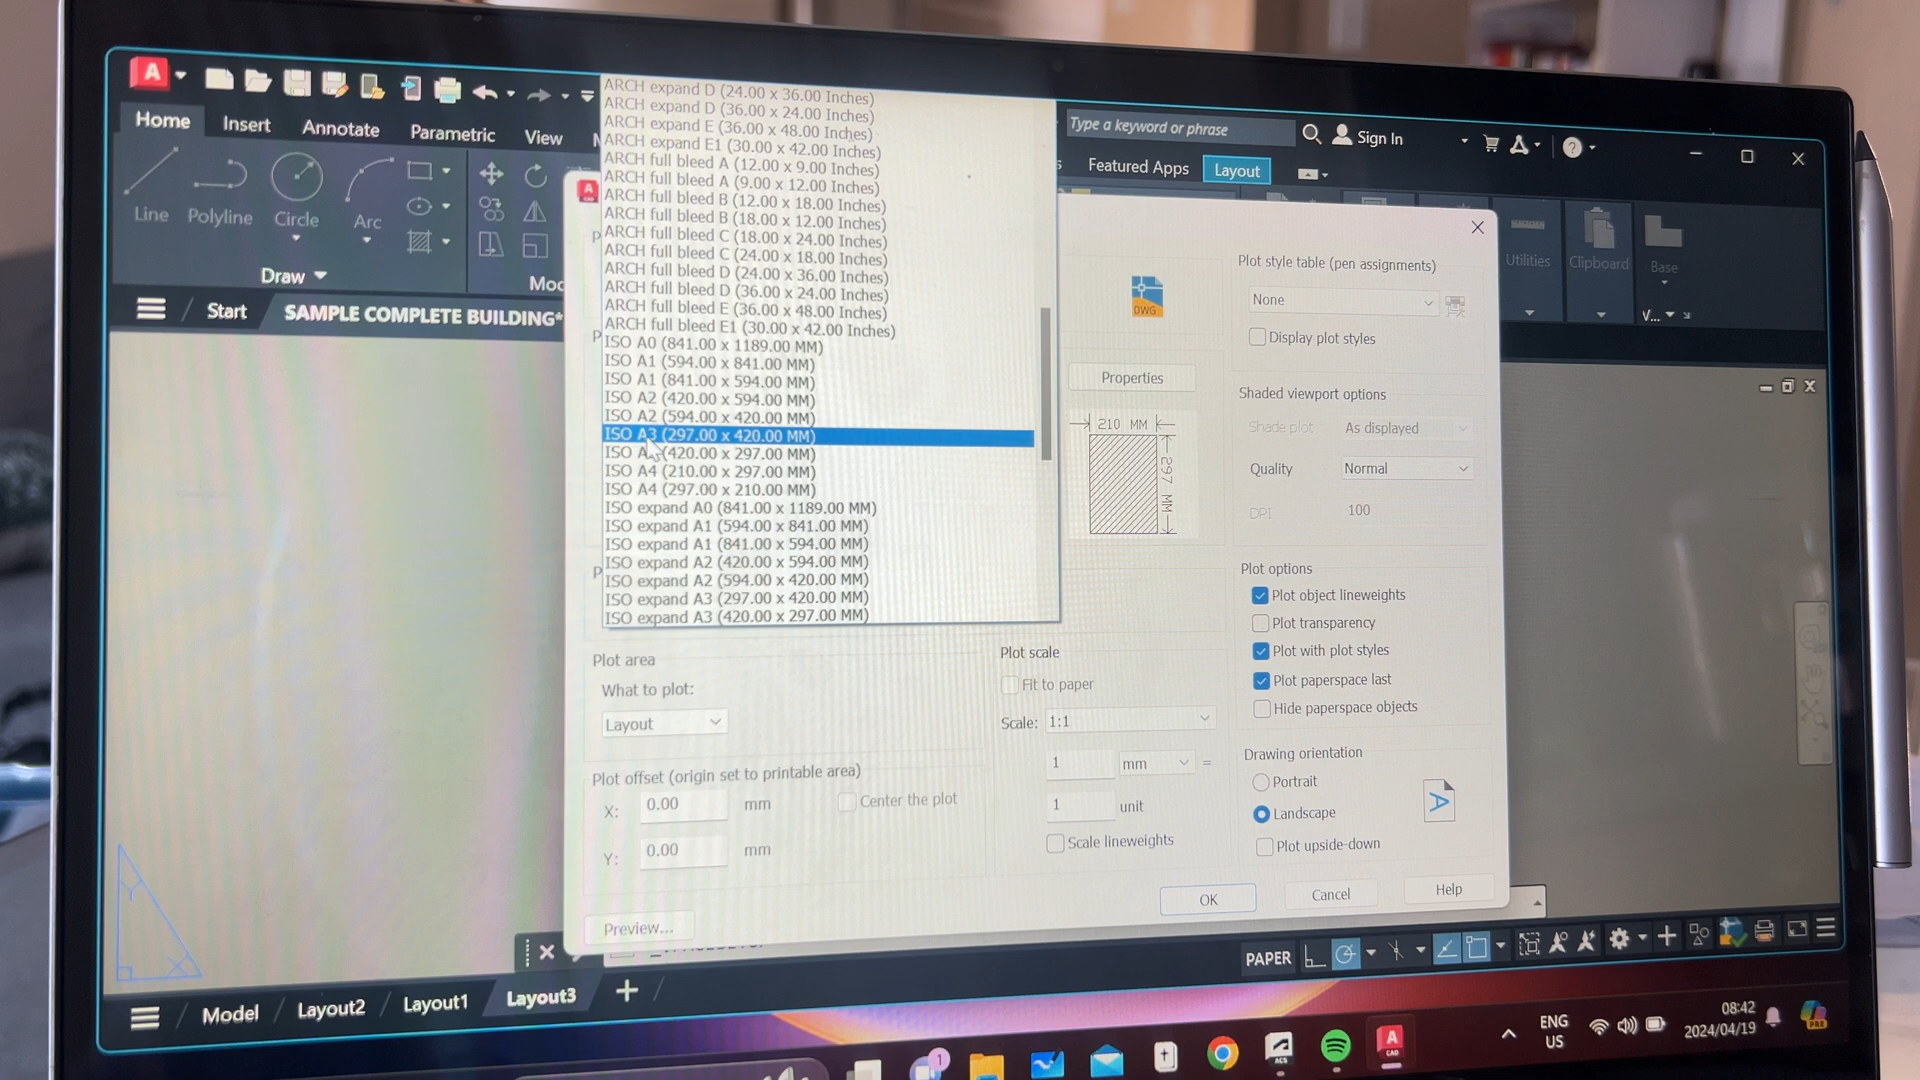 Home
Insert
Annotate
Parametric
View
Type a keyword or phrase
Sign In
Featured Apps
Layout
Line
Polyline
Circle
Arc
Draw
Utilities
Clipboard
Base
V...
Start
SAMPLE COMPLETE BUILDING*
ARCH expand D (24.00 x 36.00 Inches)
ARCH expand D (36.00 x 24.00 Inches)
ARCH expand E (36.00 x 48.00 Inches)
ARCH expand E1 (30.00 x 42.00 Inches)
ARCH full bleed A (12.00 x 9.00 Inches)
ARCH full bleed A (9.00 x 12.00 Inches)
ARCH full bleed B (12.00 x 18.00 Inches)
ARCH full bleed B (18.00 x 12.00 Inches)
ARCH full bleed C (18.00 x 24.00 Inches)
ARCH full bleed C (24.00 x 18.00 Inches)
ARCH full bleed D (24.00 x 36.00 Inches)
ARCH full bleed D (36.00 x 24.00 Inches)
ARCH full bleed E (36.00 x 48.00 Inches)
ARCH full bleed E1 (30.00 x 42.00 Inches)
ISO A0 (841.00 x 1189.00 MM)
ISO A1 (594.00 x 841.00 MM)
ISO A1 (841.00 x 594.00 MM)
ISO A2 (420.00 x 594.00 MM)
ISO A2 (594.00 x 420.00 MM)
ISO A3 (297.00 x 420.00 MM)
ISO (420.00 x 297.00 MM)
ISO A4 (210.00 x 297.00 MM)
ISO A4 (297.00 x 210.00 MM)
ISO expand A0 (841.00 x 1189.00 MM)
ISO expand A1 (594.00 x 841.00 MM)
ISO expand A1 (841.00 x 594.00 MM)
ISO expand A2 (420.00 x 594.00 MM)
ISO expand A2 (594.00 x 420.00 MM)
ISO expand A3 (297.00 x 420.00 MM)
ISO expand A3 (420.00 x 297.00 MM)
DWG
Properties
210 MM
297 MM
Plot style table (pen assignments)
None
Display plot styles
Shaded viewport options
Shade plot As displayed
Quality Normal
DPI 100
Plot options
Plot object lineweights
Plot transparency
Plot with plot styles
Plot paperspace last
Hide paperspace objects
Plot area
What to plot:
Layout
Plot scale
Fit to paper
Scale: 1:1
1 mm =
1 unit
Scale lineweights
Plot offset (origin set to printable area)
X: 0.00 mm
Center the plot
Y: 0.00 mm
Drawing orientation
Portrait
Landscape
Plot upside-down
A
Preview...
OK
Cancel
Help
PAPER
Model
Layout2
Layout1
Layout3
1
ENG
US
08:42
2024/04/19
PRE
A
CAD
ACS